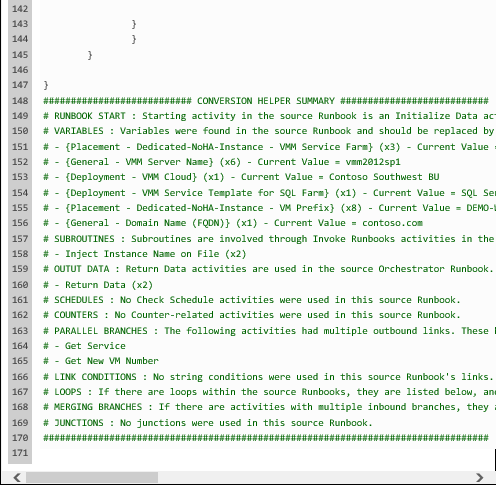 142
143 }
144 }
145 }
146
147 }
148 ########################### CONVERSION HELPER SUMMARY ###########################
149 # RUNBOOK START : Starting activity in the source Runbook is an Initialize Data ac
150 # VARIABLES : Variables were found in the source Runbook and should be replaced by
151 # - {Placement - Dedicated-NoHA-Instance - VMM Service Farm} (x3) - Current Value =
152 # - {General - VMM Server Name} (x6) - Current Value = vmm2012sp1
153 # - {Deployment - VMM Cloud} (x1) - Current Value = Contoso Southwest BU
154 # - {Deployment - VMM Service Template for SQL Farm} (x1) - Current Value = SQL Se
155 # - {Placement - Dedicated-NoHA-Instance - VM Prefix} (x8) - Current Value = DEMO-
156 # - {General - Domain Name (FQDN)} (x1) - Current Value = contoso.com
157 # SUBROUTINES : Subroutines are involved through Invoke Runbooks activities in the
158 # - Inject Instance Name on File (x2)
159 # OUTUT DATA : Return Data activities are used in the source Orchestrator Runbook.
160 # - Return Data (x2)
161 # SCHEDULES : No Check Schedule activities were used in this source Runbook.
162 # COUNTERS : No Counter-related activities were used in this source Runbook.
163 # PARALLEL BRANCHES : The following activities had multiple outbound links. These
164 # - Get Service
165 # - Get New VM Number
166 # LINK CONDITIONS : No string conditions were used in this source Runbook's links.
167 # LOOPS : If there are loops within the source Runbooks, they are listed below, an
168 # MERGING BRANCHES : If there are activities with multiple inbound branches, they
169 # JUNCTIONS : No junctions were used in this source Runbook.
170 #################################################################################
171